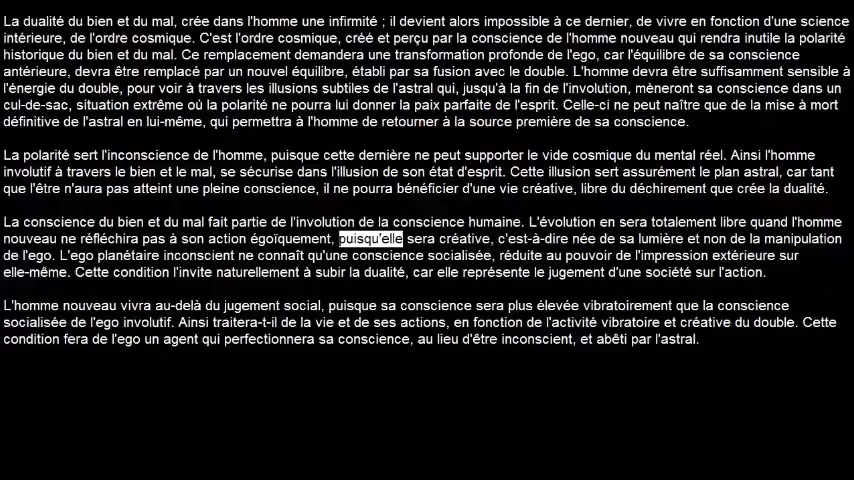 La dualité du bien et du mal, crée dans l'homme une infirmité ; il devient alors impossible à ce dernier, de vivre en fonction d'une science
intérieure, de l'ordre cosmique. C'est l'ordre cosmique, créé et perçu par la conscience de l'homme nouveau qui rendra inutile la polarité
historique du bien et du mal. Ce remplacement demandera une transformation profonde de l'ego, car l'équilibre de sa conscience
antérieure, devra être remplacé par un nouvel équilibre, établi par sa fusion avec le double. L'homme devra être suffisamment sensible à
l'énergie du double, pour voir à travers les illusions subtiles de l'astral qui, jusqu'à la fin de l'involution, mèneront sa conscience dans un
cul-de-sac, situation extrême où la polarité ne pourra lui donner la paix parfaite de l'esprit. Celle-ci ne peut naître que de la mise à mort
définitive de l'astral en lui-même, qui permettra à l'homme de retourner à la source première de sa conscience.
La polarité sert l'inconscience de l'homme, puisque cette dernière ne peut supporter le vide cosmique du mental réel. Ainsi l'homme
involutif à travers le bien et le mal, se sécurise dans l'illusion de son état d'esprit. Cette illusion sert assurément le plan astral, car tant
que l'être n'aura pas atteint une pleine conscience, il ne pourra bénéficier d'une vie créative, libre du déchirement que crée la dualité.
La conscience du bien et du mal fait partie de l'involution de la conscience humaine. L'évolution en sera totalement libre quand l'homme
nouveau ne réfléchira pas à son action égoïquement, puisqu'elle sera créative, c'est-à-dire née de sa lumière et non de la manipulation
de l'ego. L'ego planétaire inconscient ne connaît qu'une conscience socialisée, réduite au pouvoir de l'impression extérieure sur
elle-même. Cette condition l'invite naturellement à subir la dualité, car elle représente le jugement d'une société sur l'action.
L'homme nouveau vivra au-delà du jugement social, puisque sa conscience sera plus élevée vibratoirement que la conscience
socialisée de l'ego involutif. Ainsi traitera-t-il de la vie et de ses actions, en fonction de l'activité vibratoire et créative du double. Cette
condition fera de l'ego un agent qui perfectionnera sa conscience, au lieu d'être inconscient, et abêti par l'astral.